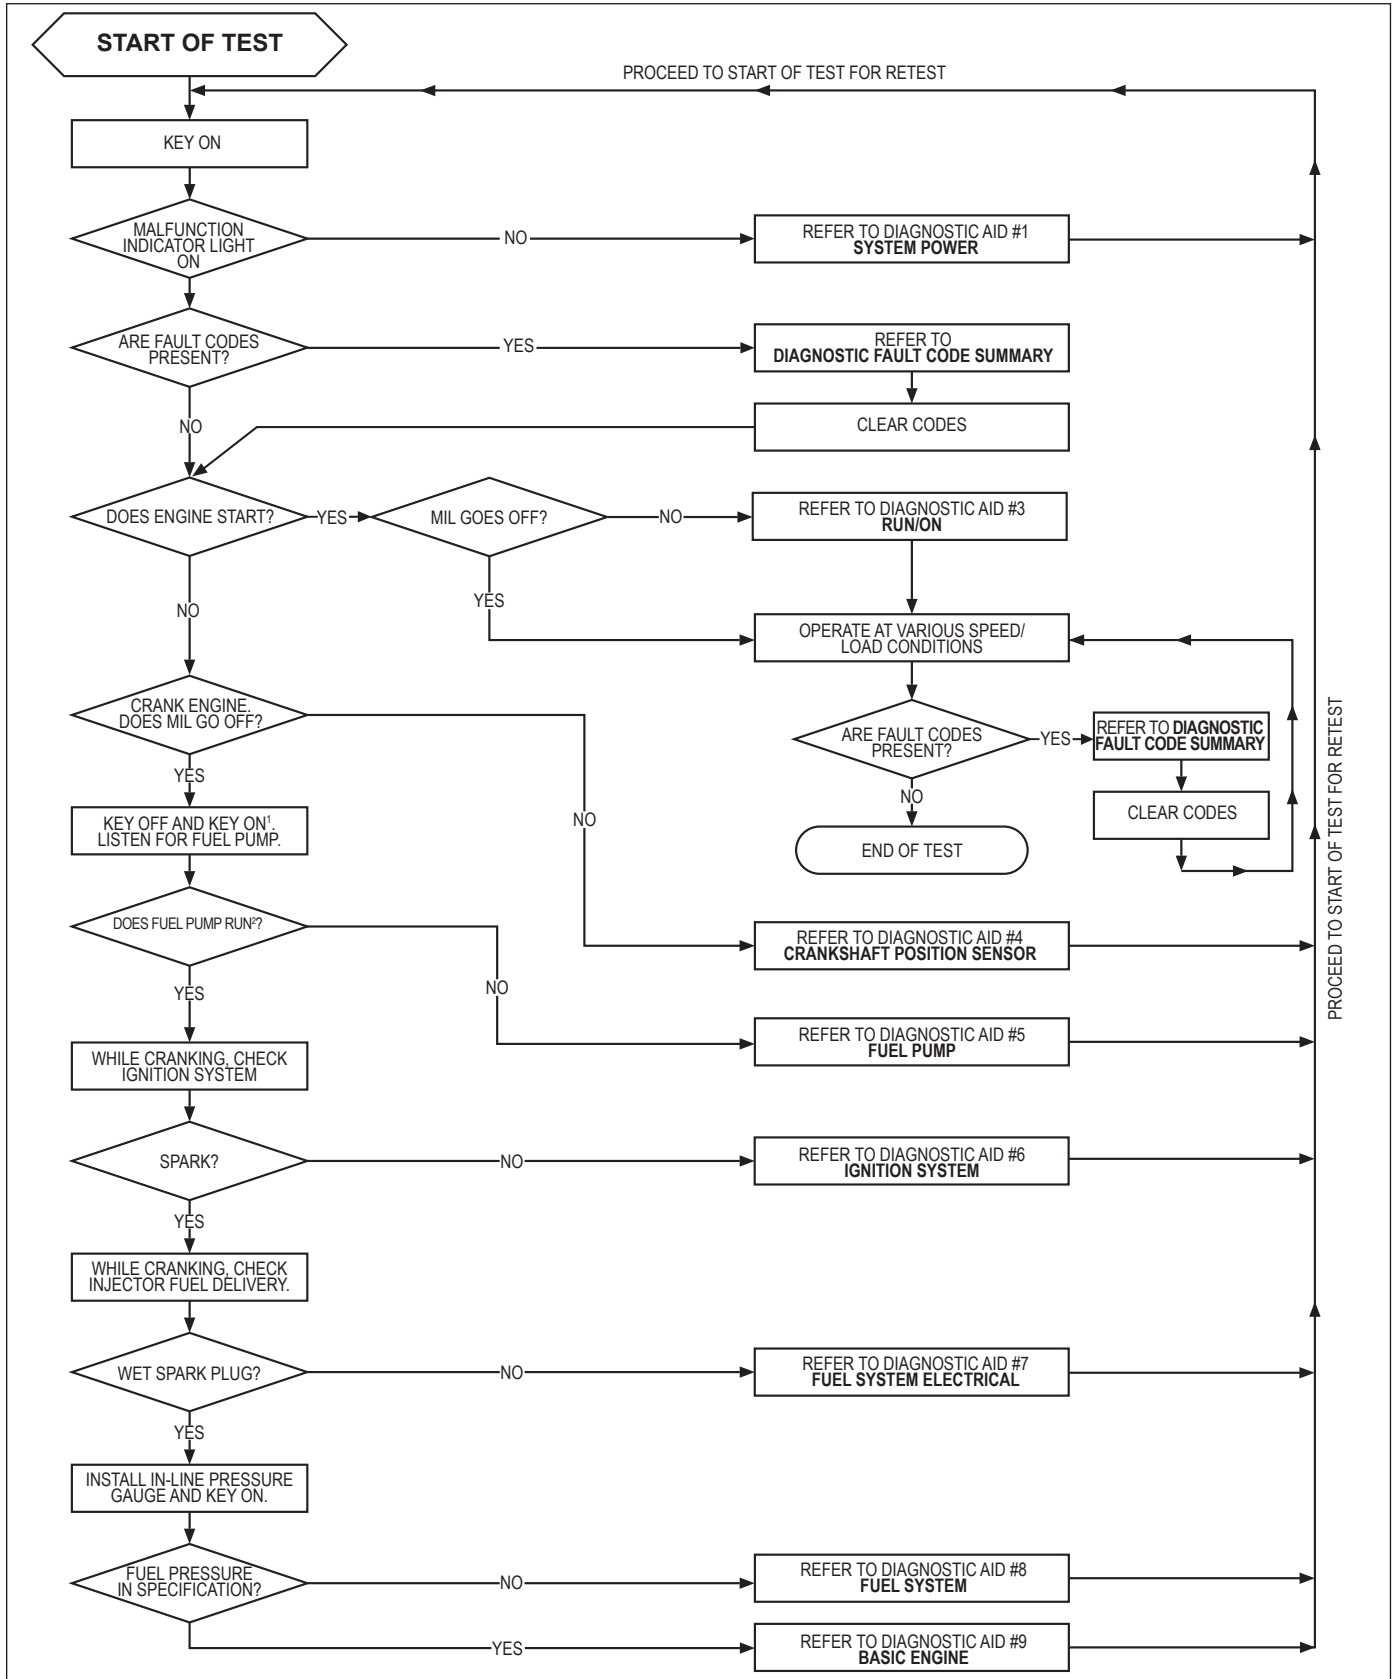 START OF TEST
PROCEED TO START OF TEST FOR RETEST
KEY ON
MALFUNCTION
INDICATOR LIGHT
ON
NO
REFER TO DIAGNOSTIC AID #1
SYSTEM POWER
ARE FAULT CODES
PRESENT?
YES
REFER TO
DIAGNOSTIC FAULT CODE SUMMARY
CLEAR CODES
NO
DOES ENGINE START?
YES
MIL GOES OFF?
NO
REFER TO DIAGNOSTIC AID #3
RUN/ON
YES
NO
OPERATE AT VARIOUS SPEED/
LOAD CONDITIONS
CRANK ENGINE.
DOES MIL GO OFF?
ARE FAULT CODES
PRESENT?
YES
REFER TO DIAGNOSTIC
FAULT CODE SUMMARY
CLEAR CODES
NO
END OF TEST
PROCEED TO START OF TEST FOR RETEST
YES
NO
KEY OFF AND KEY ON¹.
LISTEN FOR FUEL PUMP.
DOES FUEL PUMP RUN²?
REFER TO DIAGNOSTIC AID #4
CRANKSHAFT POSITION SENSOR
YES
NO
REFER TO DIAGNOSTIC AID #5
FUEL PUMP
WHILE CRANKING, CHECK
IGNITION SYSTEM
SPARK?
NO
REFER TO DIAGNOSTIC AID #6
IGNITION SYSTEM
YES
WHILE CRANKING, CHECK
INJECTOR FUEL DELIVERY.
WET SPARK PLUG?
NO
REFER TO DIAGNOSTIC AID #7
FUEL SYSTEM ELECTRICAL
YES
INSTALL IN-LINE PRESSURE
GAUGE AND KEY ON.
FUEL PRESSURE
IN SPECIFICATION?
NO
REFER TO DIAGNOSTIC AID #8
FUEL SYSTEM
YES
REFER TO DIAGNOSTIC AID #9
BASIC ENGINE